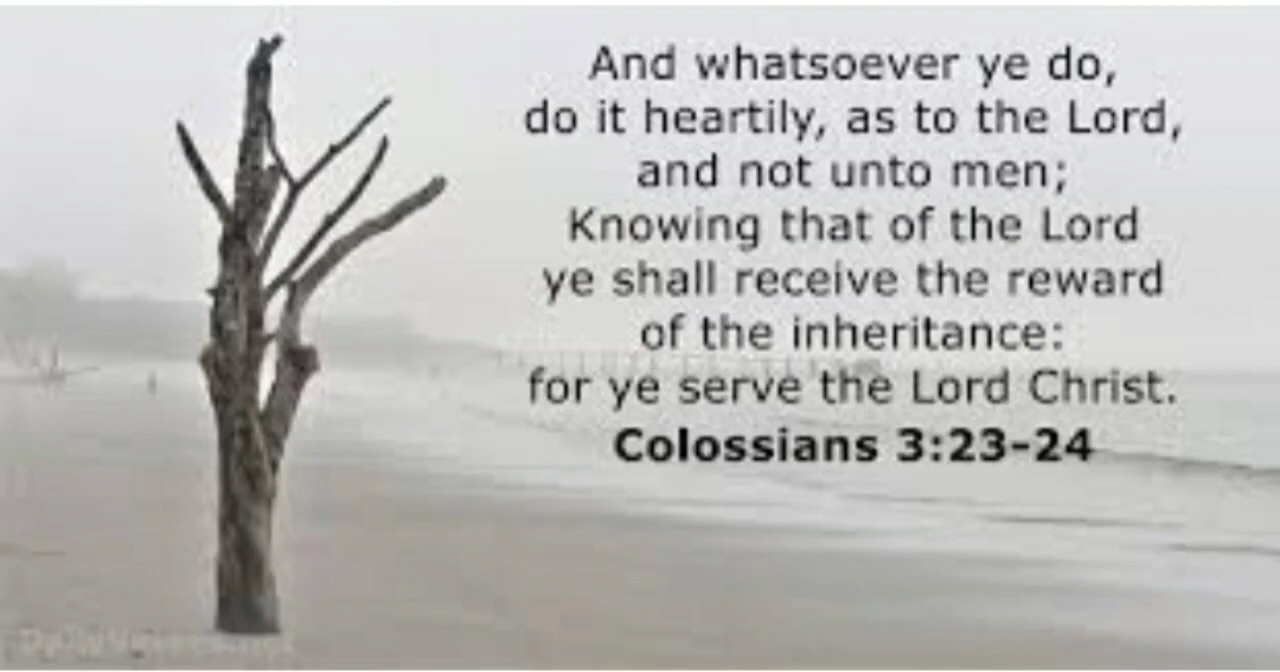 And whatsoever ye do,
do it heartily, as to the Lord,
and not unto men;
Knowing that of the Lord
ye shall receive the reward
of the inheritance:
for ye serve the Lord Christ.
Colossians 3:23-24